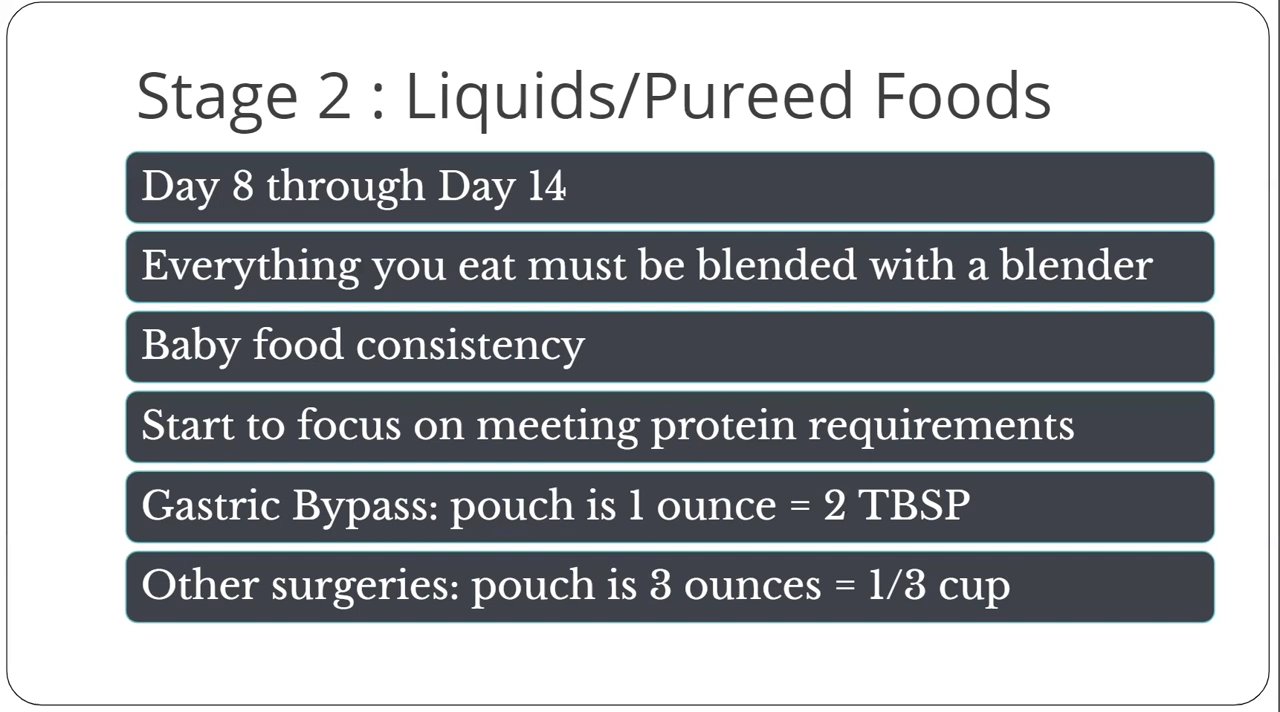 Stage 2 : Liquids/Pureed Foods
Day 8 through Day 14
Everything you eat must be blended with a blender
Baby food consistency
Start to focus on meeting protein requirements
Gastric Bypass: pouch is 1 ounce = 2 TBSP
Other surgeries: pouch is 3 ounces = 1/3 cup